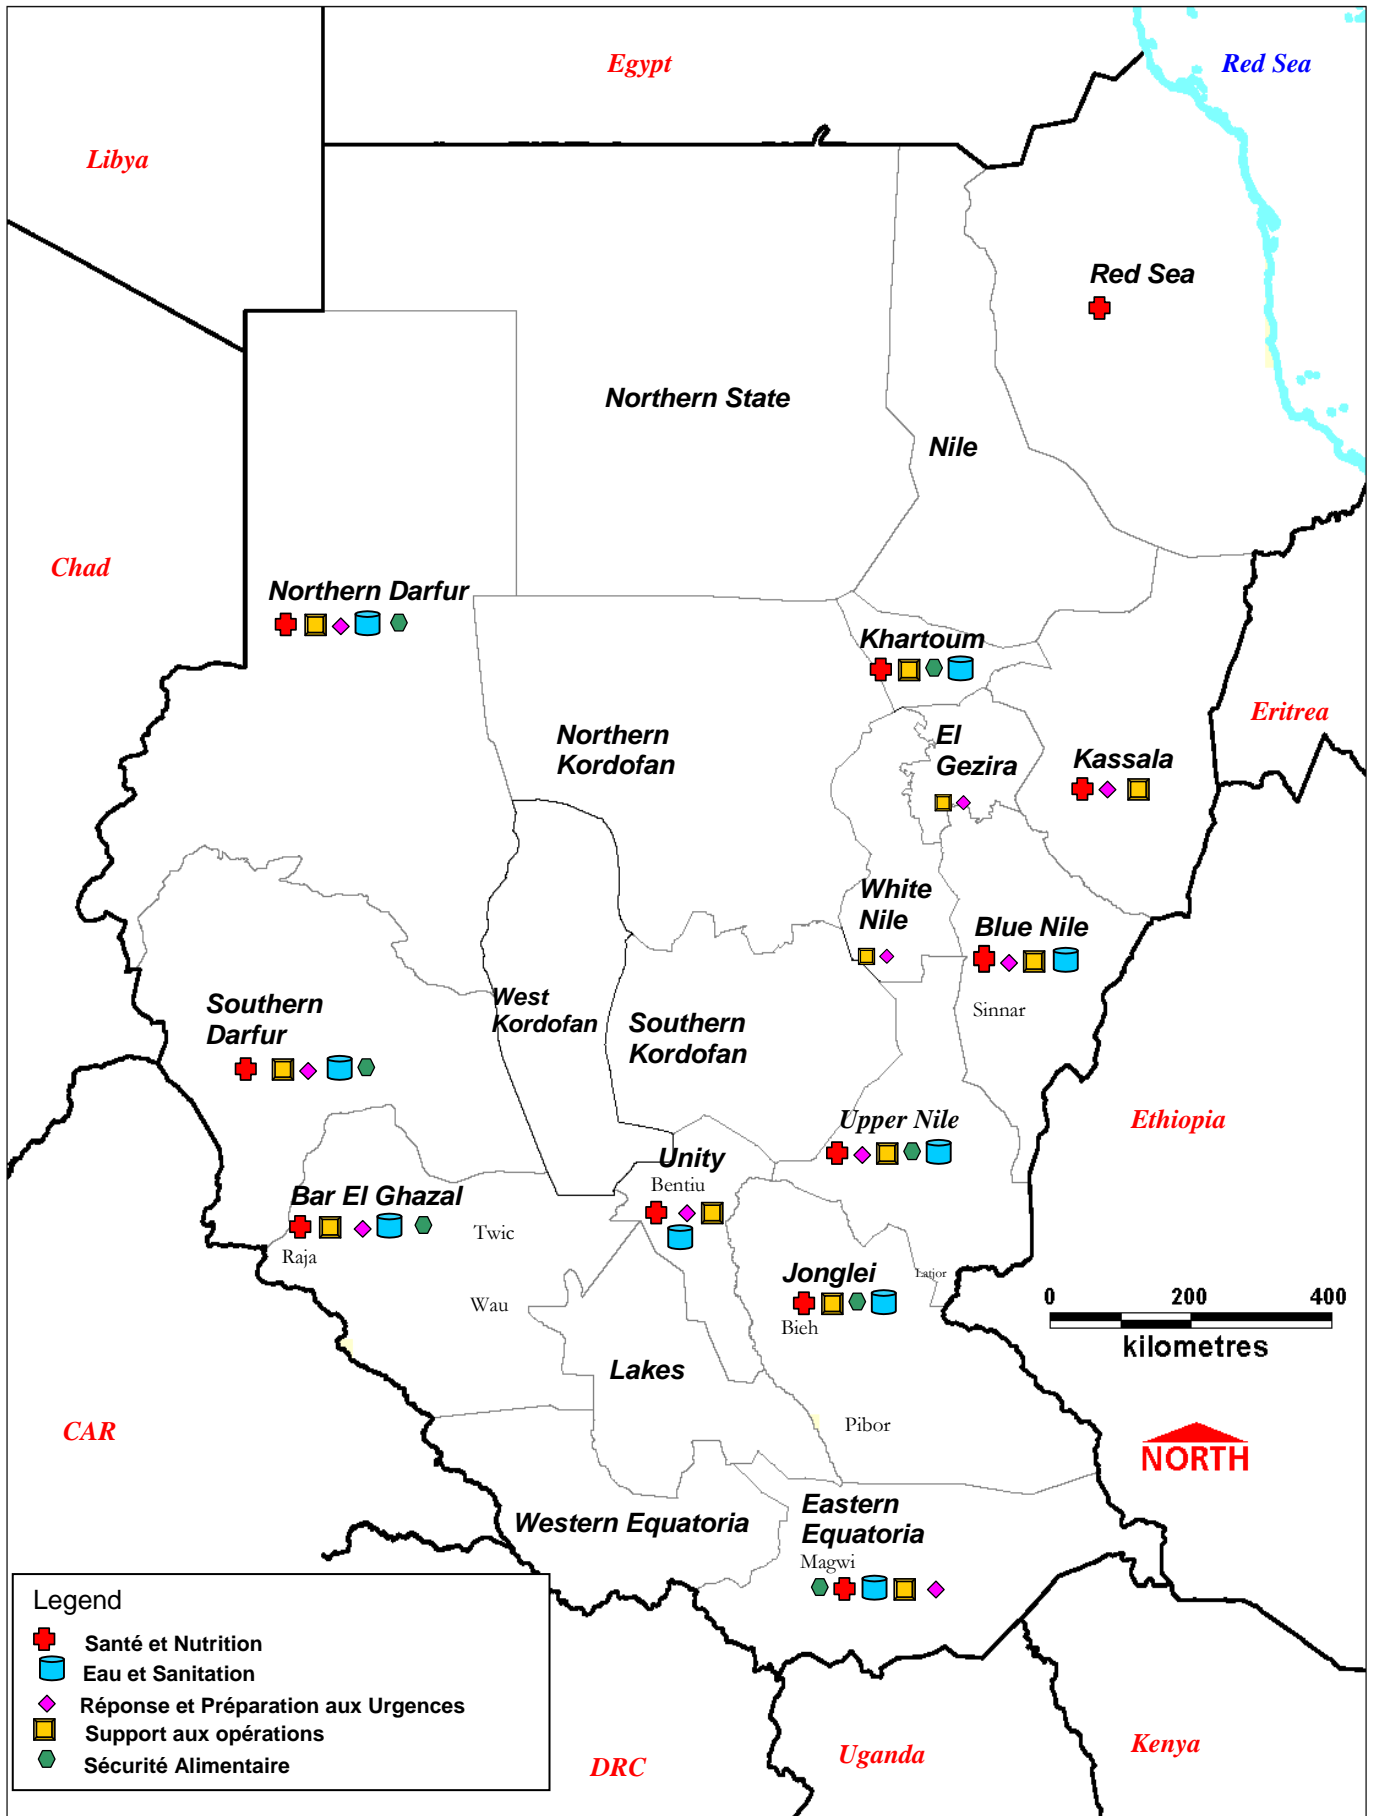 Egypt
Red Sea
Libya
Red Sea
Northern State
Nile
Chad
Northern Darfur
Khartoum
Eritrea
Northern
Kordofan
El
Gezira
Kassala
White
Nile
Blue Nile
Sinnar
West
Kordofan
Southern
Darfur
Southern
Kordofan
Upper Nile
Ethiopia
Unity
Bentiu
Bar El Ghazal
Raja
Twic
Wau
Jonglei
Latjor
Bieh
0 200 400
kilometres
Lakes
Pibor
CAR
NORTH
Western Equatoria
Eastern
Equatoria
Magwi
Legend
Santé et Nutrition
Eau et Sanitation
Réponse et Préparation aux Urgences
Support aux opérations
Sécurité Alimentaire
DRC
Uganda
Kenya